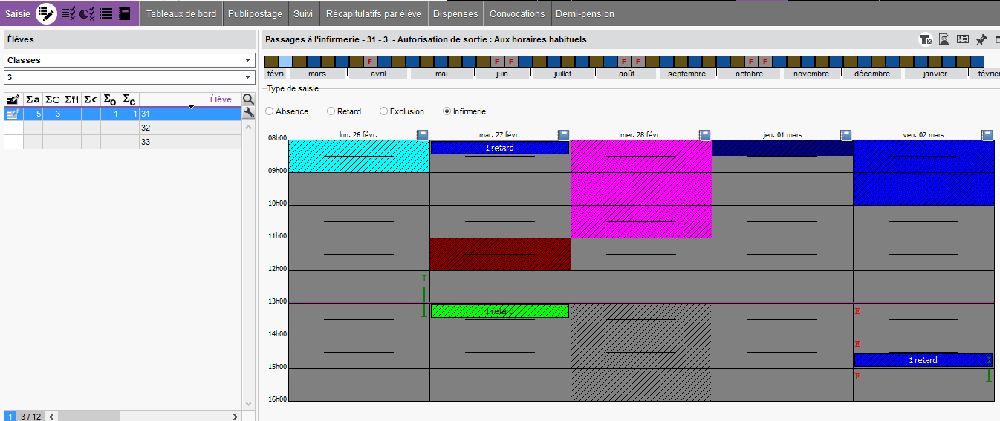 Saisie Tableaux de bord Publipostage Suivi Récapitulatifs par élève Dispenses Convocations Demi-pension
Élèves
Classes
3
Σa Σ Σ Σ Σo Σc Élève
5 3 1 1 31
32
33
1 3 / 12
Passages à l'infirmerie - 31 - 3 - Autorisation de sortie : Aux horaires habituels
F F F F F F F
févri mars avril mai juin juillet août septembre octobre novembre décembre janvier févrie
Type de saisie
Absence Retard Exclusion Infirmerie
lun. 26 févr. mar. 27 févr. mer. 28 févr. jeu. 01 mars ven. 02 mars
08h00
1 retard
09h00
10h00
11h00
12h00
I
13h00
1 retard E
14h00
E
1 retard I
15h00
E
16h00